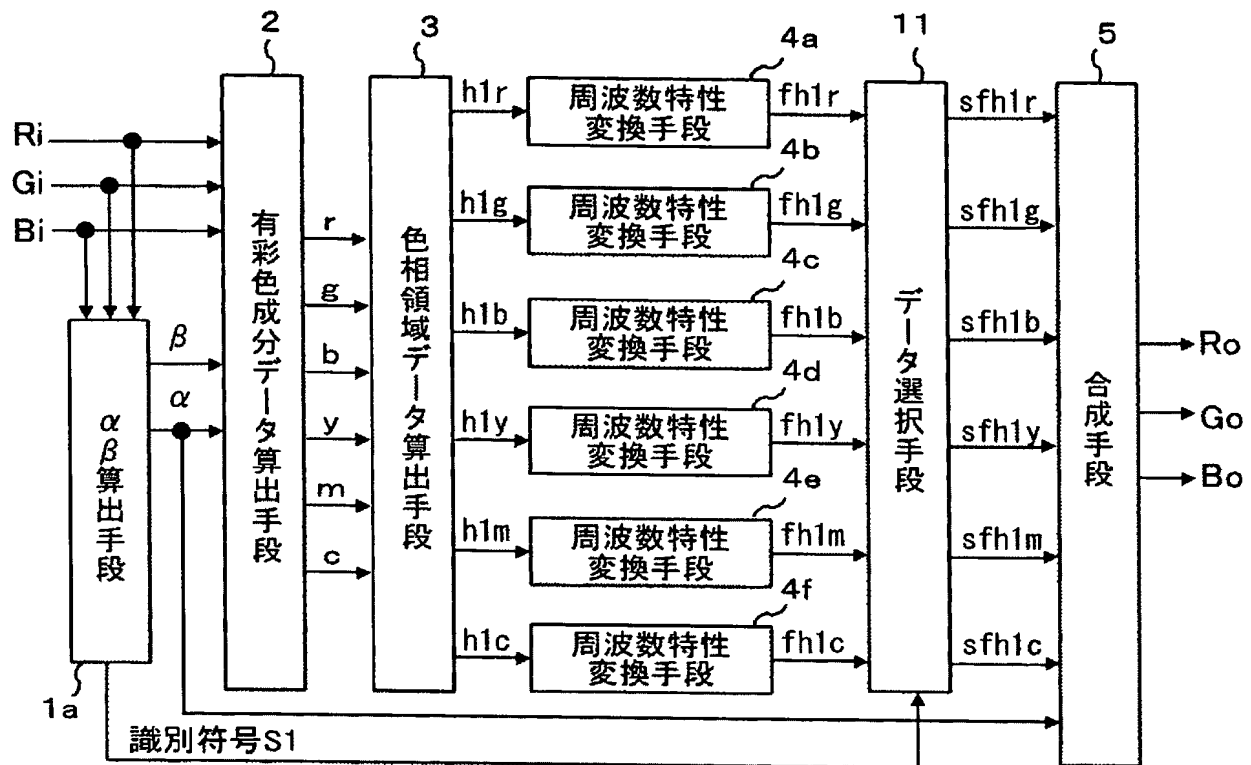 2
3
4a
11
5
Ri
Gi
Bi
h1r
周波数特性
変換手段
fh1r
sfh1r
4b
h1g
周波数特性
変換手段
fh1g
sfh1g
4c
h1b
周波数特性
変換手段
fh1b
sfh1b
4d
h1y
周波数特性
変換手段
fh1y
sfh1y
4e
h1m
周波数特性
変換手段
fh1m
sfh1m
4f
h1c
周波数特性
変換手段
fh1c
sfh1c
r
g
b
y
m
c
β
α
αβ算出手段
有彩色成分データ算出手段
色相領域データ算出手段
データ選択手段
合成手段
Ro
Go
Bo
1a
識別符号S1